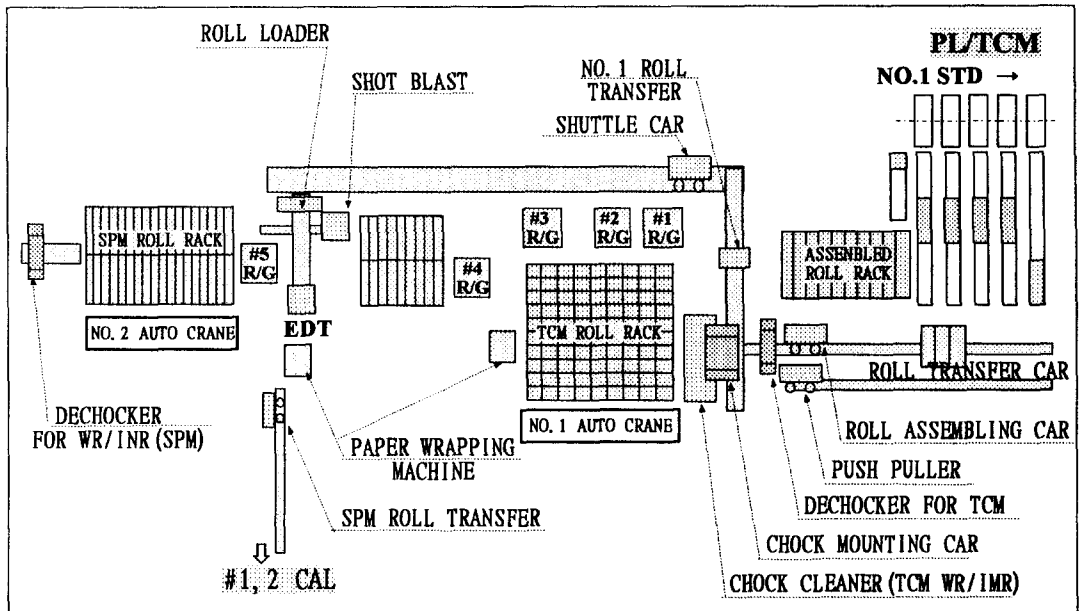 ROLL LOADER
SHOT BLAST
NO. 1 ROLL
TRANSFER
SHUTTLE CAR
PL/TCM
NO.1 STD →
SPM ROLL RACK
#5
R/G
#4
R/G
#3
R/G
#2
R/G
#1
R/G
ASSEMBLED
ROLL RACK
NO. 2 AUTO CRANE
EDT
TCM ROLL RACK
NO. 1 AUTO CRANE
ROLL TRANSFER CAR
DECHOCKER
FOR WR/INR (SPM)
PAPER WRAPPING
MACHINE
SPM ROLL TRANSFER
#1, 2 CAL
ROLL ASSEMBLING CAR
PUSH PULLER
DECHOCKER FOR TCM
CHOCK MOUNTING CAR
CHOCK CLEANER (TCM WR/IMR)